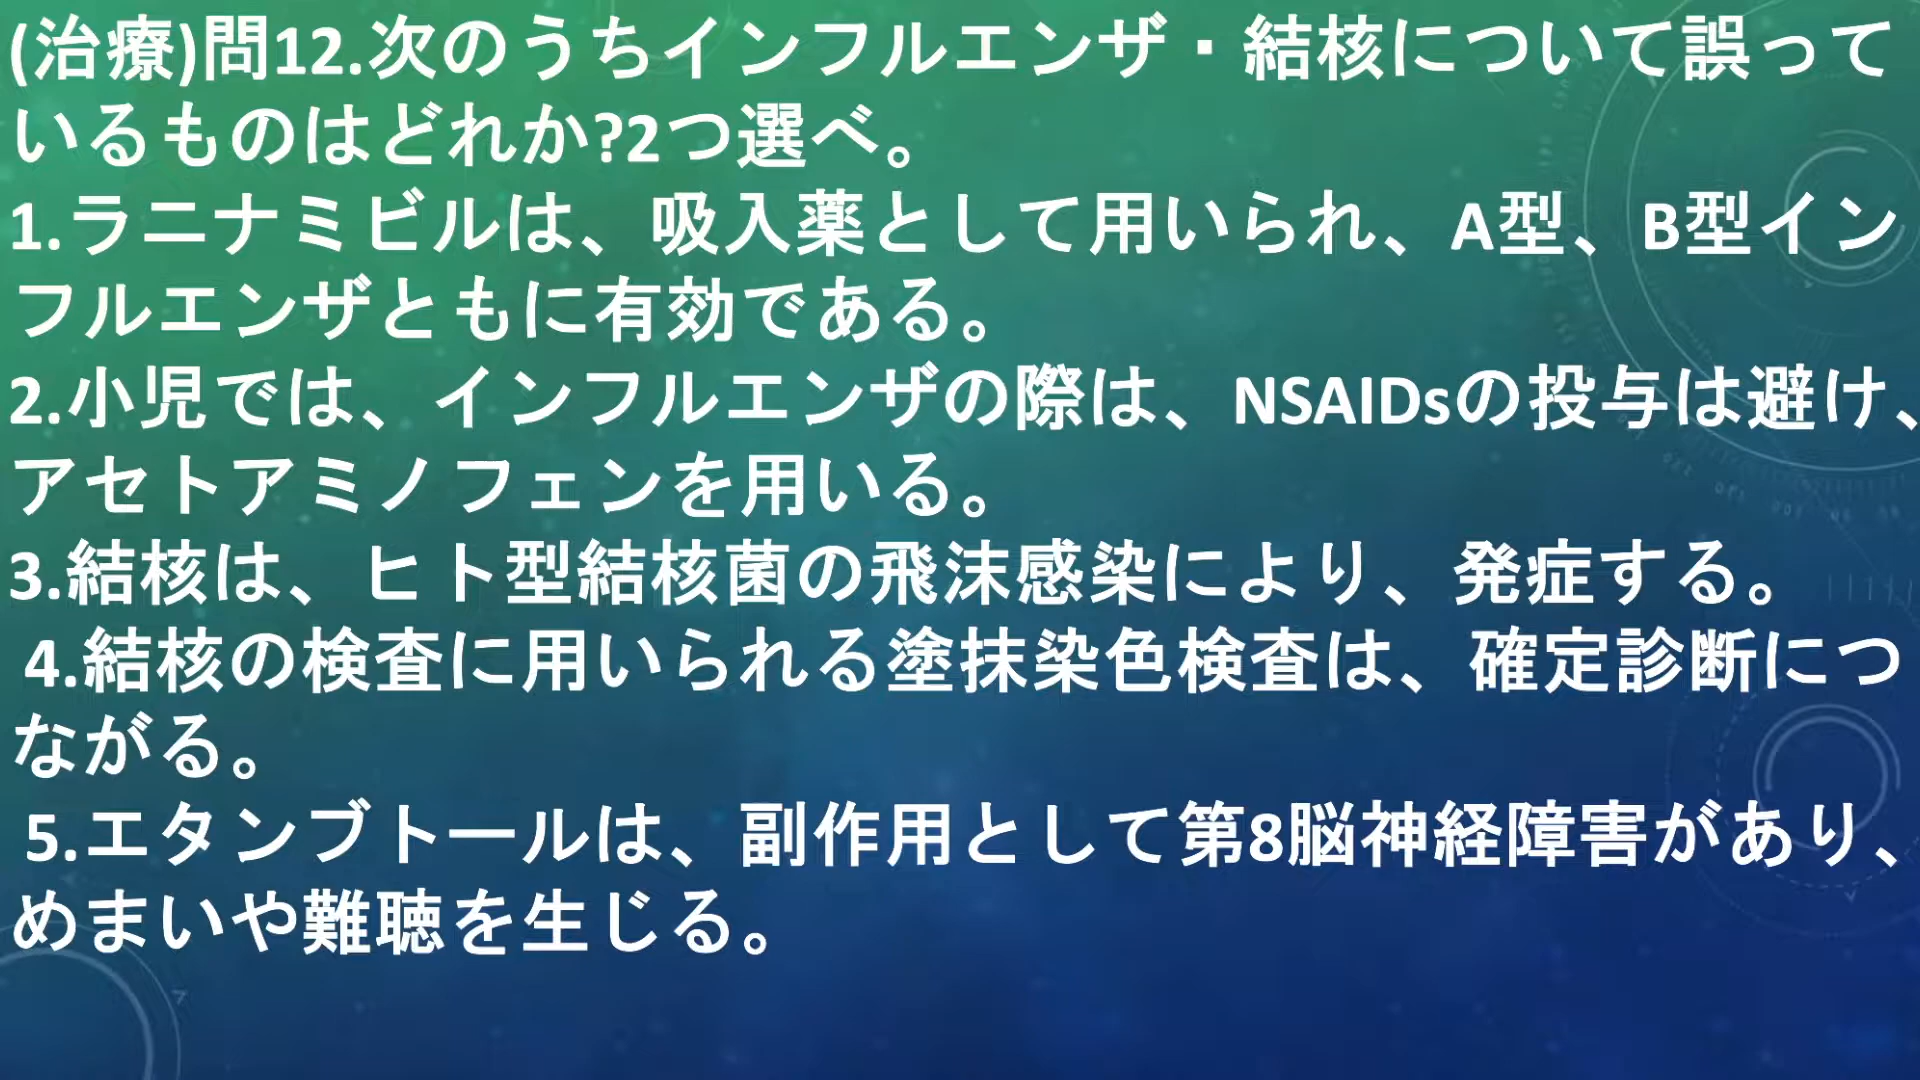 (治療)問12.次のうちインフルエンザ・結核について誤って
いるものはどれか?2つ選べ。
1.ラニナミビルは、吸入薬として用いられ、A型、B型イン
フルエンザともに有効である。
2.小児では、インフルエンザの際は、NSAIDsの投与は避け、
アセトアミノフェンを用いる。
3.結核は、ヒト型結核菌の飛沫感染により、発症する。
4.結核の検査に用いられる塗抹染色検査は、確定診断につ
ながる。
5.エタンブトールは、副作用として第8脳神経障害があり、
めまいや難聴を生じる。